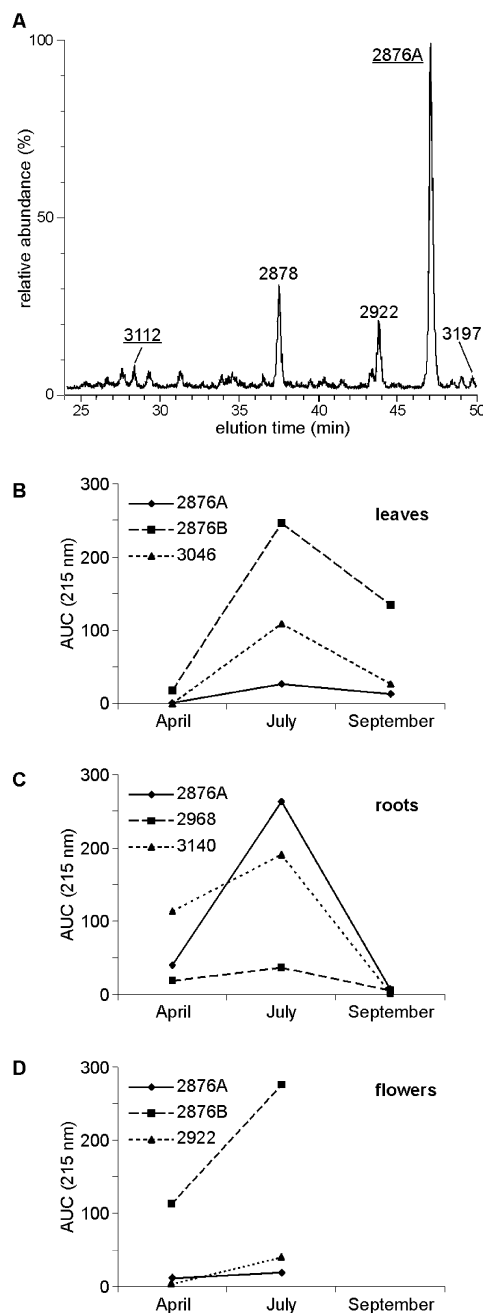 A
100
50
0
relative abundance (%)
2876A
2878
2922
3112
3197
25 30 35 40 45 50
elution time (min)
B
leaves
2876A
2876B
3046
300
200
100
0
AUC (215 nm)
April July September
C
roots
2876A
2968
3140
300
200
100
0
AUC (215 nm)
April July September
D
flowers
2876A
2876B
2922
300
200
100
0
AUC (215 nm)
April July September